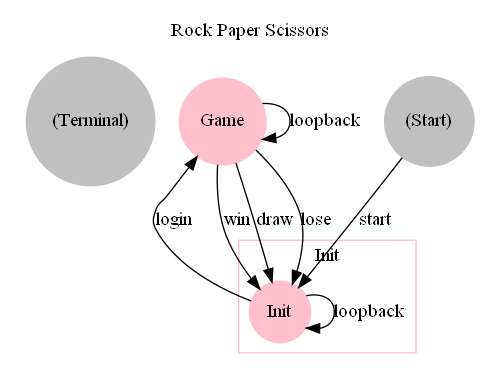 Rock Paper Scissors
(Terminal)
Game
loopback
(Start)
login
win
draw
lose
start
Init
Init
loopback